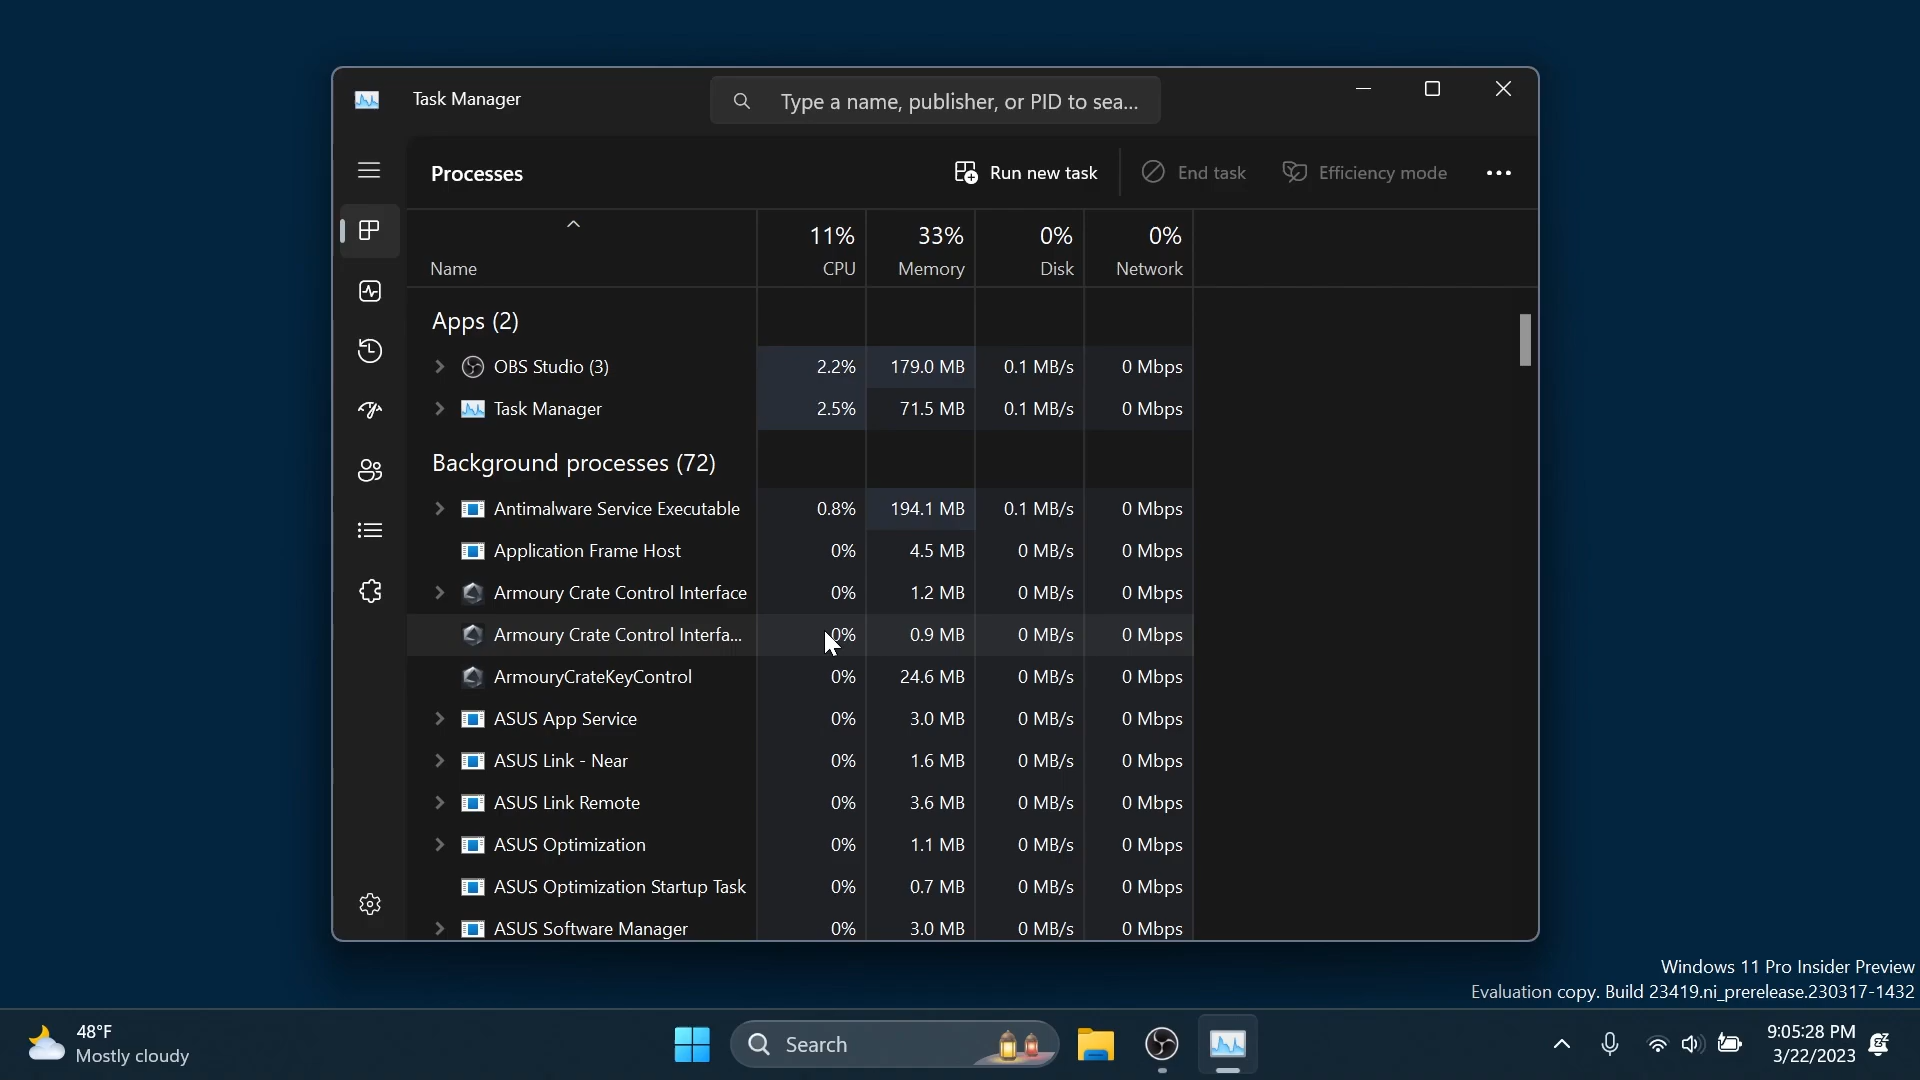 Task Manager
Type a name, publisher, or PID to sea...
Processes
Run new task
End task
Efficiency mode
11% 33% 0% 0%
Name CPU Memory Disk Network
Apps (2)
OBS Studio (3) 2.2% 179.0 MB 0.1 MB/s 0 Mbps
Task Manager 2.5% 71.5 MB 0.1 MB/s 0 Mbps
Background processes (72)
Antimalware Service Executable 0.8% 194.1 MB 0.1 MB/s 0 Mbps
Application Frame Host 0% 4.5 MB 0 MB/s 0 Mbps
Armoury Crate Control Interface 0% 1.2 MB 0 MB/s 0 Mbps
Armoury Crate Control Interfa... 0% 0.9 MB 0 MB/s 0 Mbps
ArmouryCrateKeyControl 0% 24.6 MB 0 MB/s 0 Mbps
ASUS App Service 0% 3.0 MB 0 MB/s 0 Mbps
ASUS Link - Near 0% 1.6 MB 0 MB/s 0 Mbps
ASUS Link Remote 0% 3.6 MB 0 MB/s 0 Mbps
ASUS Optimization 0% 1.1 MB 0 MB/s 0 Mbps
ASUS Optimization Startup Task 0% 0.7 MB 0 MB/s 0 Mbps
ASUS Software Manager 0% 3.0 MB 0 MB/s 0 Mbps
Windows 11 Pro Insider Preview
Evaluation copy. Build 23419.ni_prerelease.230317-1432
48°F
Mostly cloudy
Search
9:05:28 PM
3/22/2023